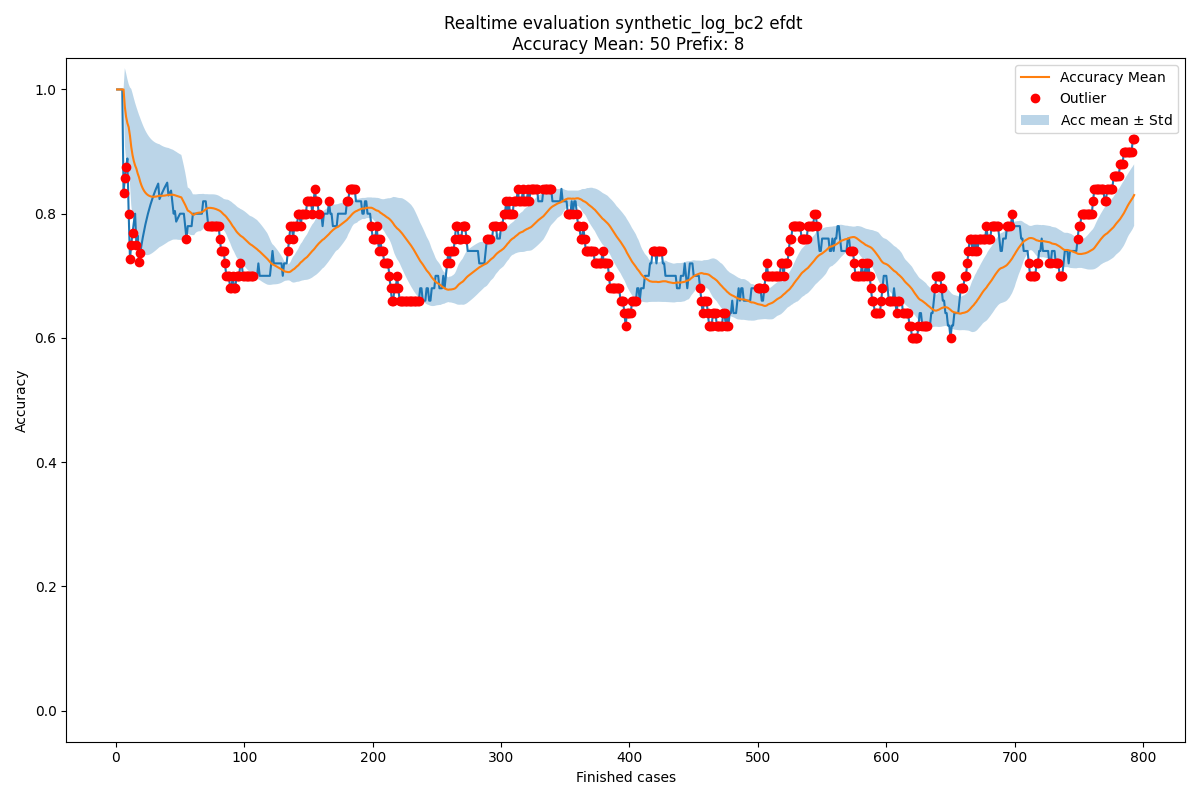 Realtime evaluation synthetic_log_bc2 efdt
Accuracy Mean: 50 Prefix: 8
Accuracy Mean
Outlier
Acc mean ± Std
1.0
0.8
0.6
0.4
0.2
0.0
Accuracy
0 100 200 300 400 500 600 700 800
Finished cases